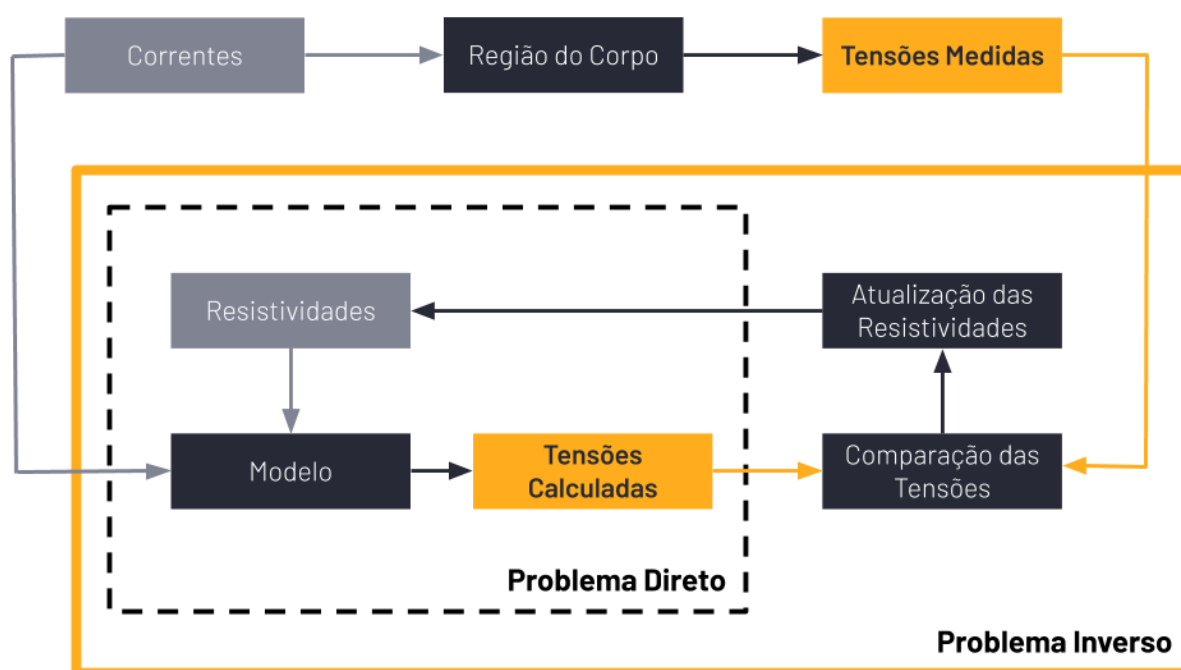 Correntes
Região do Corpo
Tensões Medidas
Resistividades
Atualização das
Resistividades
Modelo
Tensões
Calculadas
Comparação das
Tensões
Problema Direto
Problema Inverso